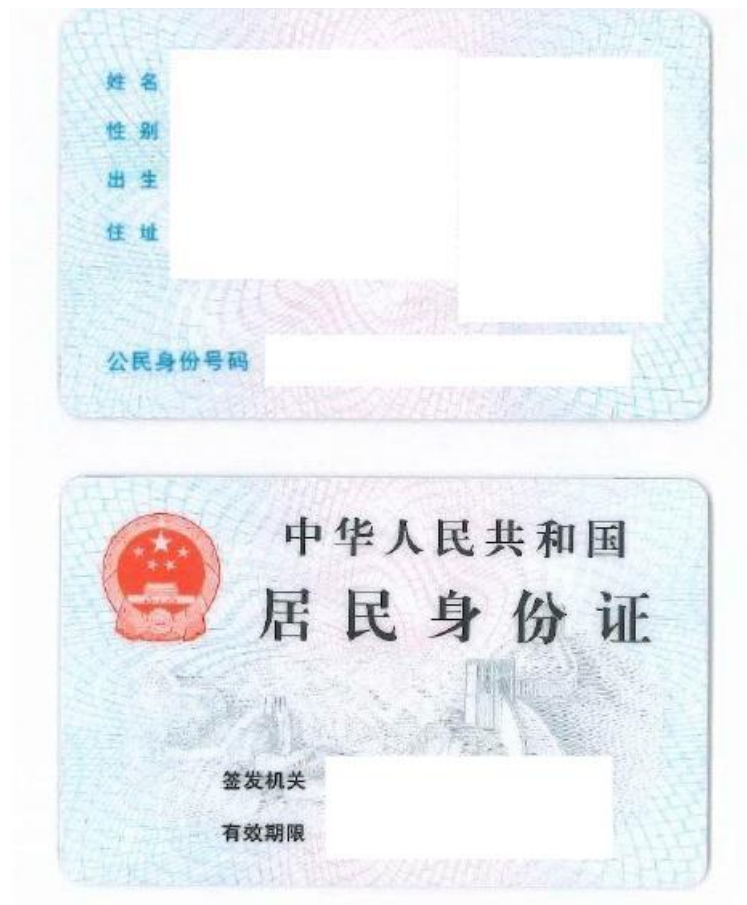 姓名
性别
出生
住址
公民身份号码
中华人民共和国
居民身份证
签发机关
有效期限